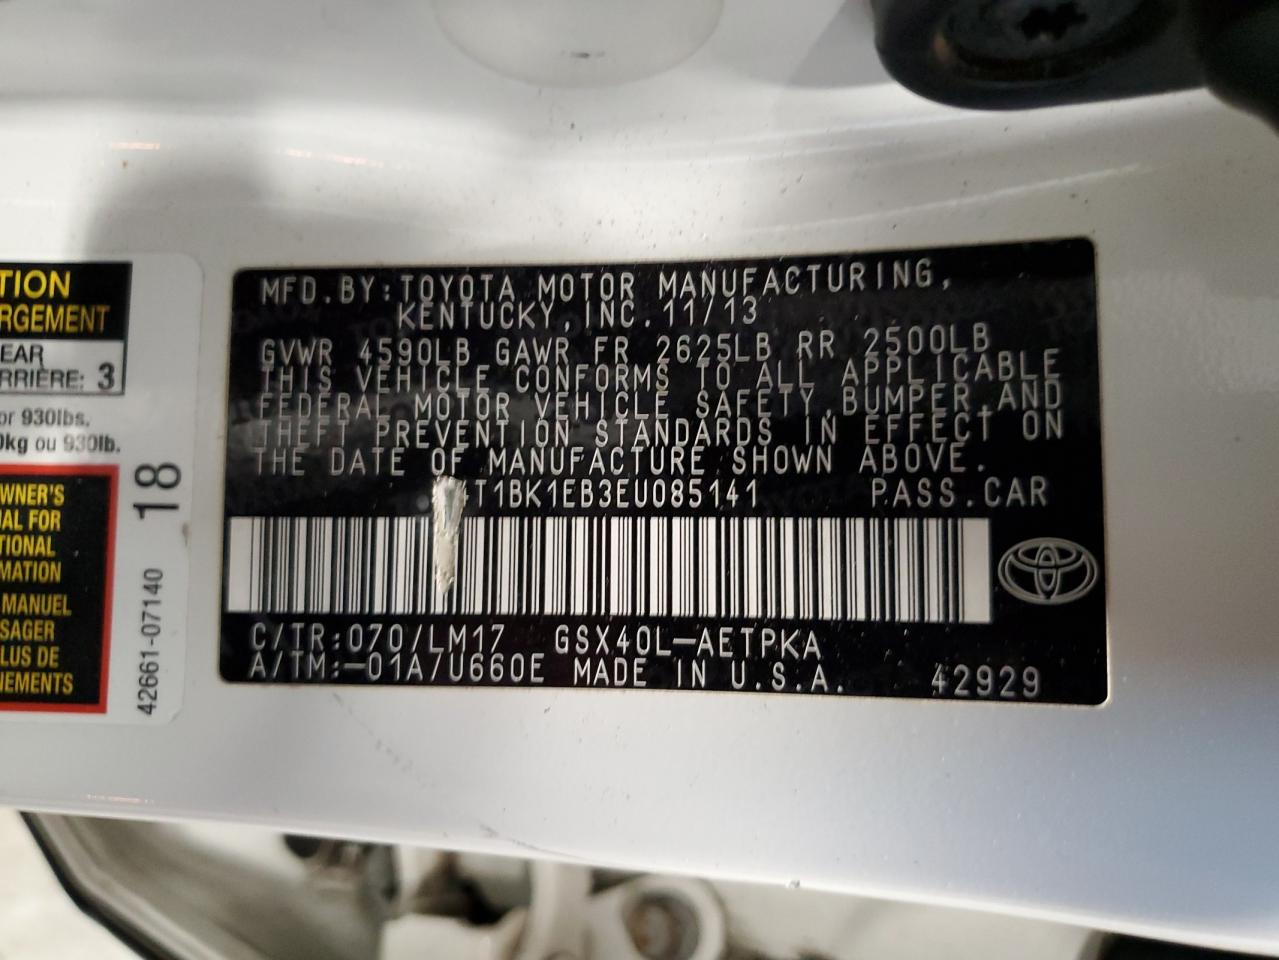 TION
RGEMENT
EAR
RRIÈRE: 3
or 930lbs.
0kg ou 930lb.
WNER'S
UAL FOR
TIONAL
MATION
MANUEL
SAGER
LUS DE
NEMENTS
18
42661-07140
MFD.BY:TOYOTA MOTOR MANUFACTURING,
KENTUCKY,INC.11/13
GVWR 4590LB GAWR FR 2625LB RR 2500LB
THIS VEHICLE CONFORMS TO ALL APPLICABLE
FEDERAL MOTOR VEHICLE SAFETY,BUMPER,AND
THEFT PREVENTION STANDARDS IN EFFECT ON
THE DATE OF MANUFACTURE SHOWN ABOVE.
4T1BK1EB3EU085141 PASS.CAR
C/TR:070/LM17 GSX40L-AETPKA
A/TM:-01A/U660E MADE IN U.S.A. 42929